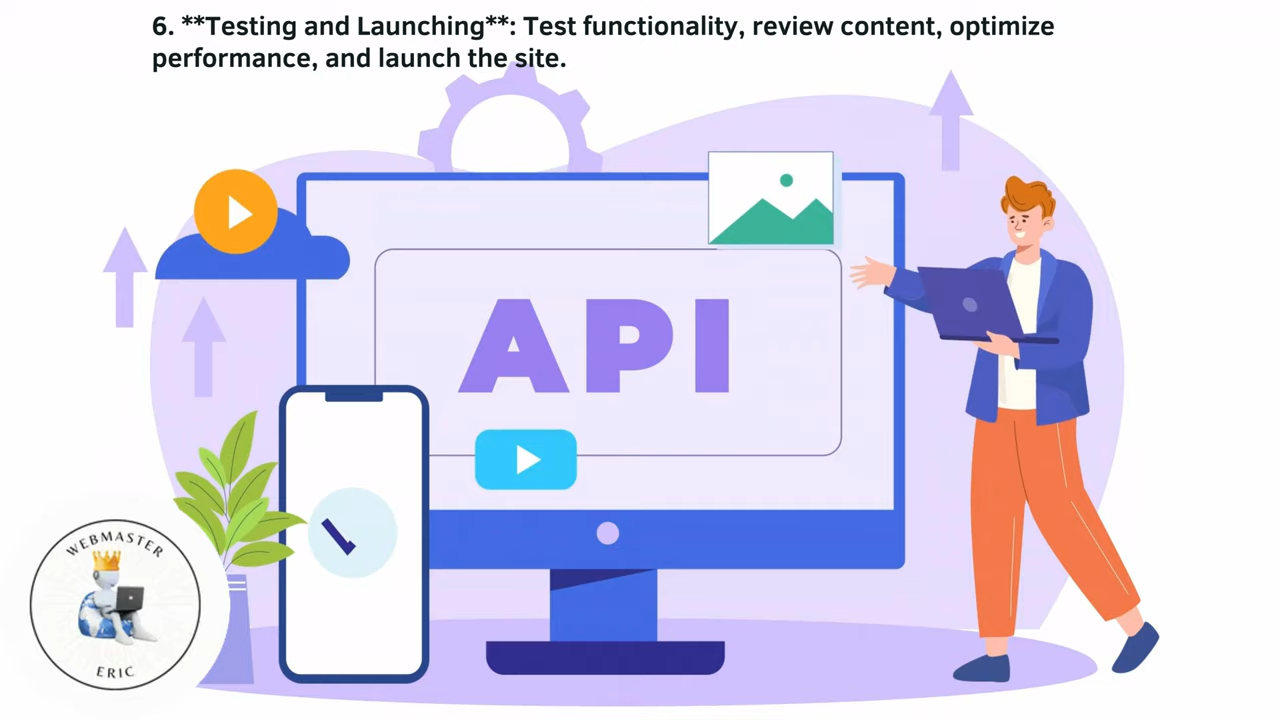 6. **Testing and Launching**: Test functionality, review content, optimize
performance, and launch the site.
API
WEBMASTER
ERIC